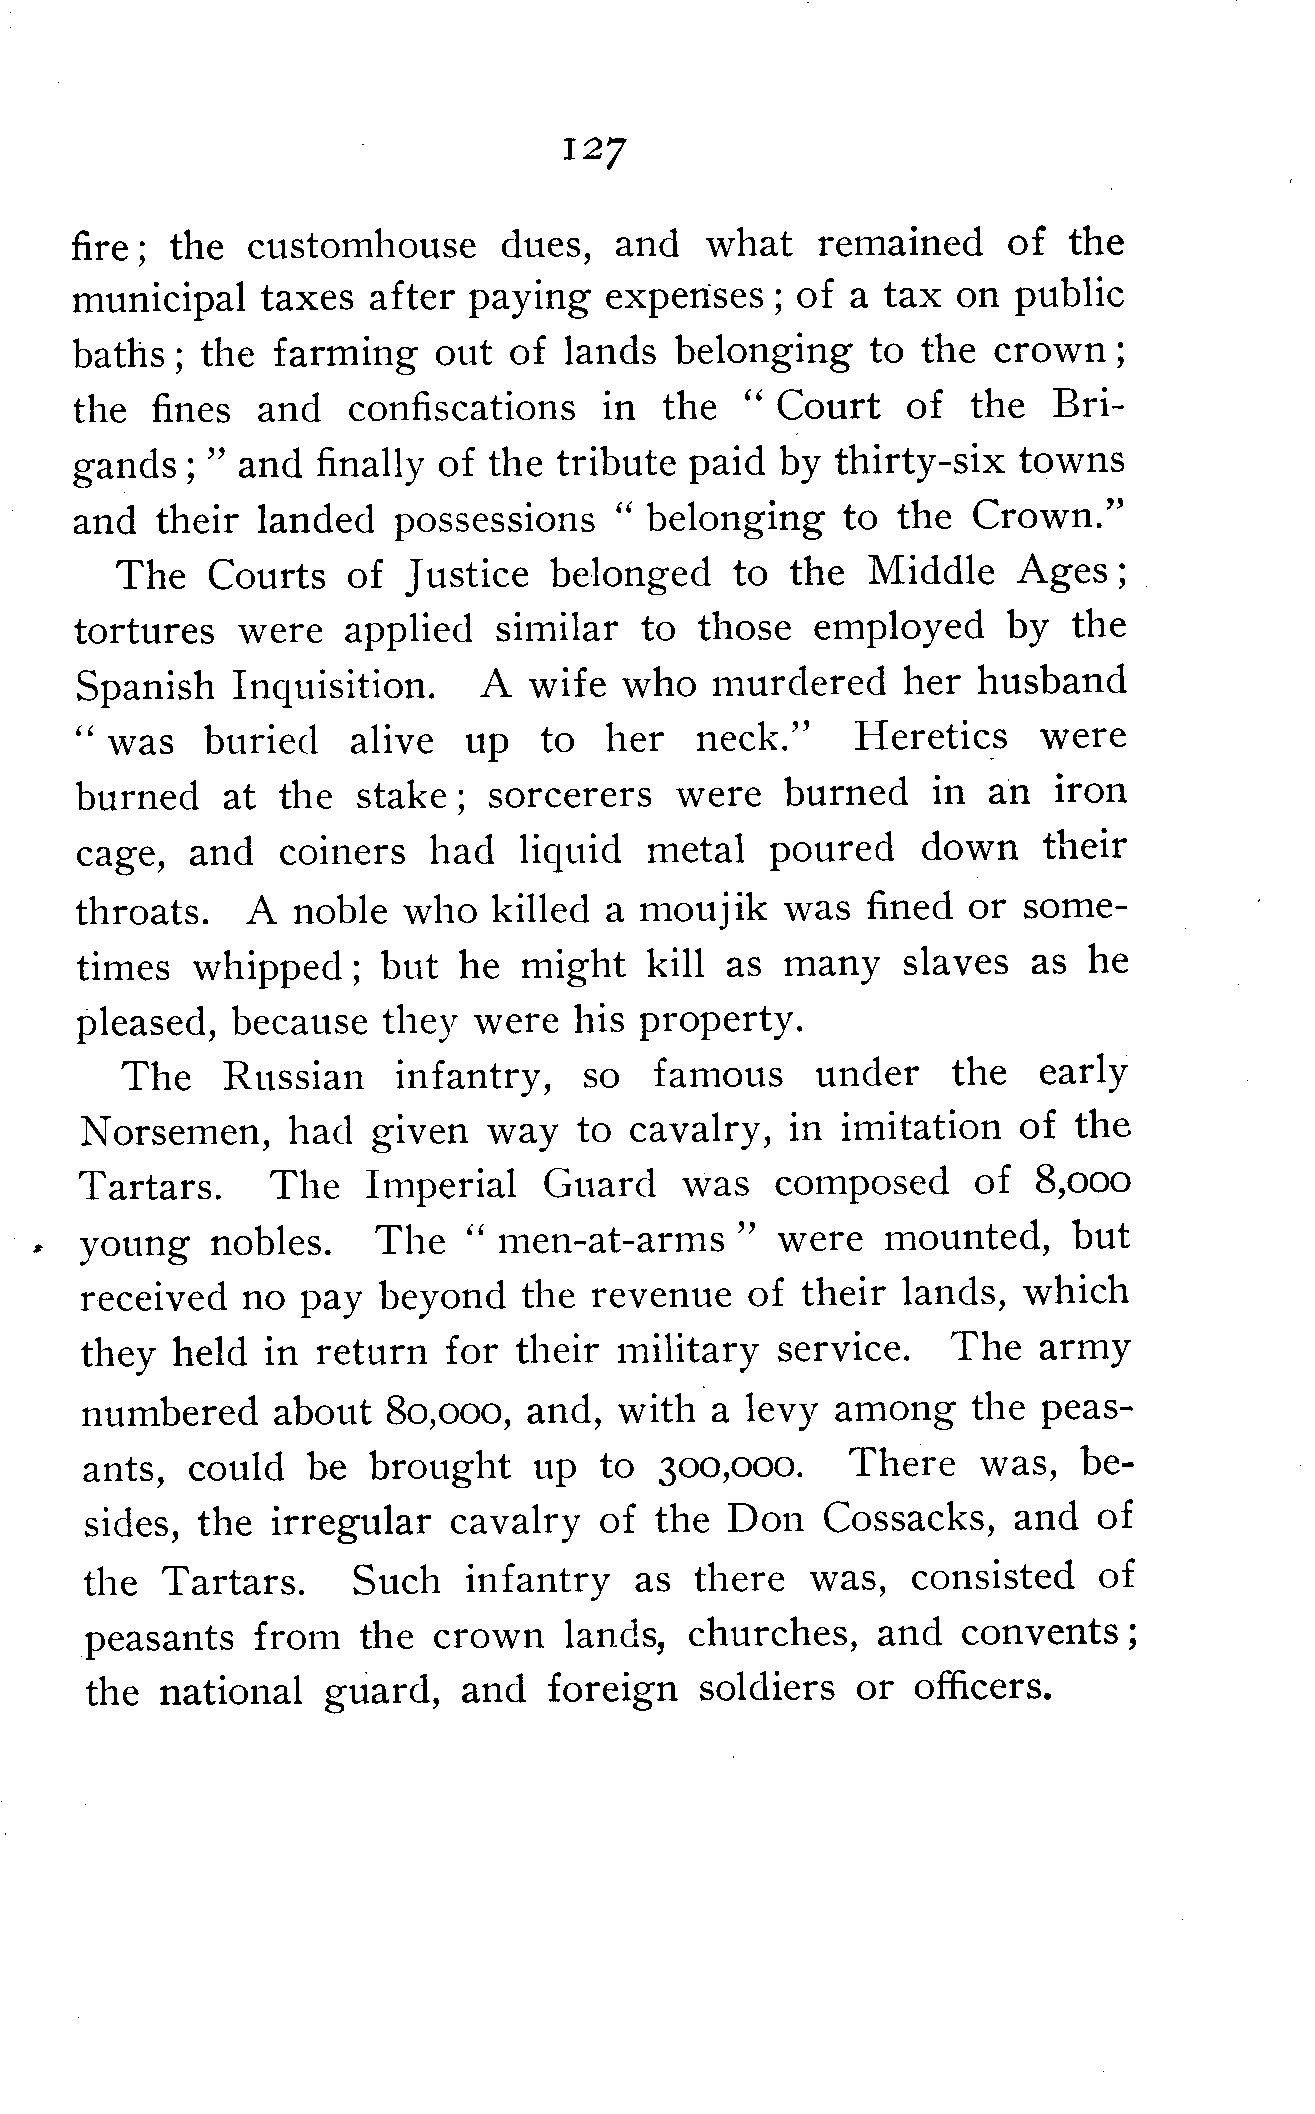 127
fire; the customhouse dues, and what remained of the
municipal taxes after paying expenses; of a tax on public
baths; the farming out of lands belonging to the crown;
the fines and confiscations in the “Court of the Bri-
gands;” and finally of the tribute paid by thirty-six towns
and their landed possessions “belonging to the Crown.”
The Courts of Justice belonged to the Middle Ages;
tortures were applied similar to those employed by the
Spanish Inquisition. A wife who murdered her husband
“was buried alive up to her neck.” Heretics were
burned at the stake; sorcerers were burned in an iron
cage, and coiners had liquid metal poured down their
throats. A noble who killed a moujik was fined or some-
times whipped; but he might kill as many slaves as he
pleased, because they were his property.
The Russian infantry, so famous under the early
Norsemen, had given way to cavalry, in imitation of the
Tartars. The Imperial Guard was composed of 8,000
young nobles. The “men-at-arms” were mounted, but
received no pay beyond the revenue of their lands, which
they held in return for their military service. The army
numbered about 80,000, and, with a levy among the peas-
ants, could be brought up to 300,000. There was, be-
sides, the irregular cavalry of the Don Cossacks, and of
the Tartars. Such infantry as there was, consisted of
peasants from the crown lands, churches, and convents;
the national guard, and foreign soldiers or officers.